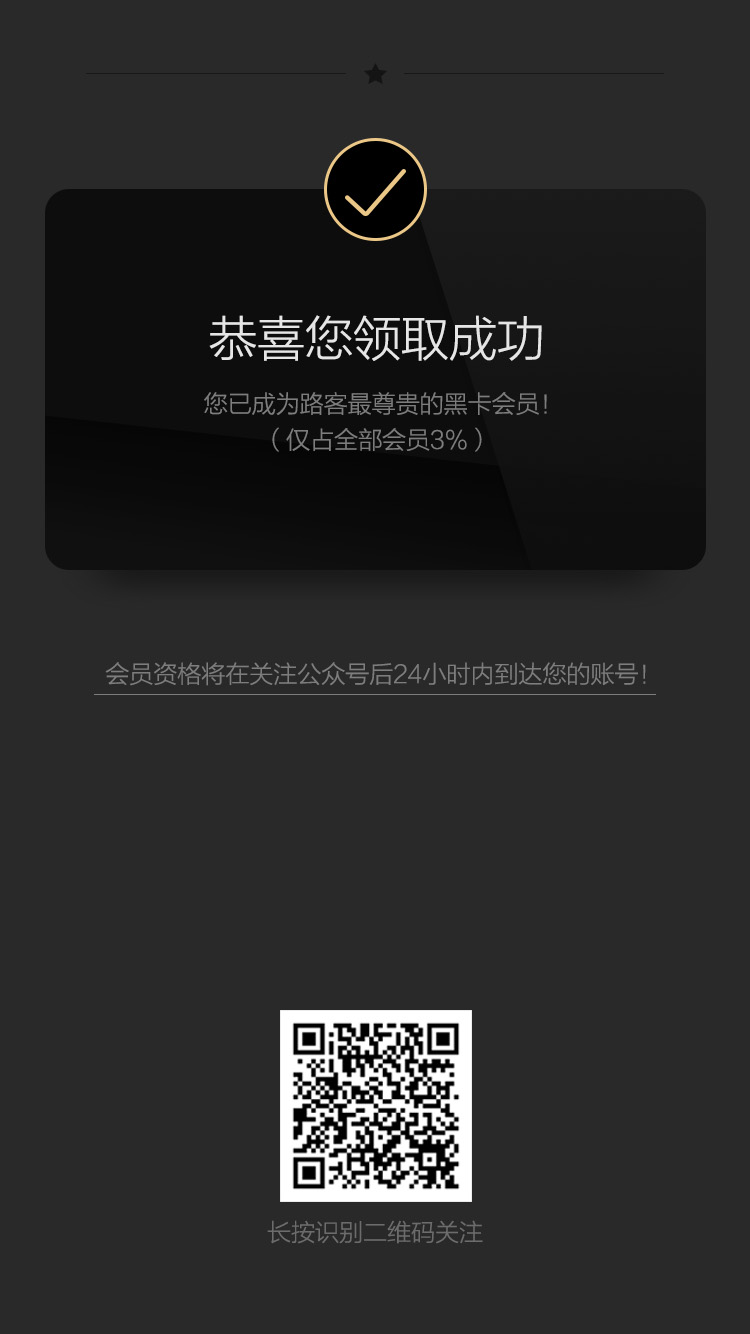 恭喜您领取成功
您已成为路客最尊贵的黑卡会员！
（仅占全部会员3%）
会员资格将在关注公众号后24小时内到达您的账号！
长按识别二维码关注